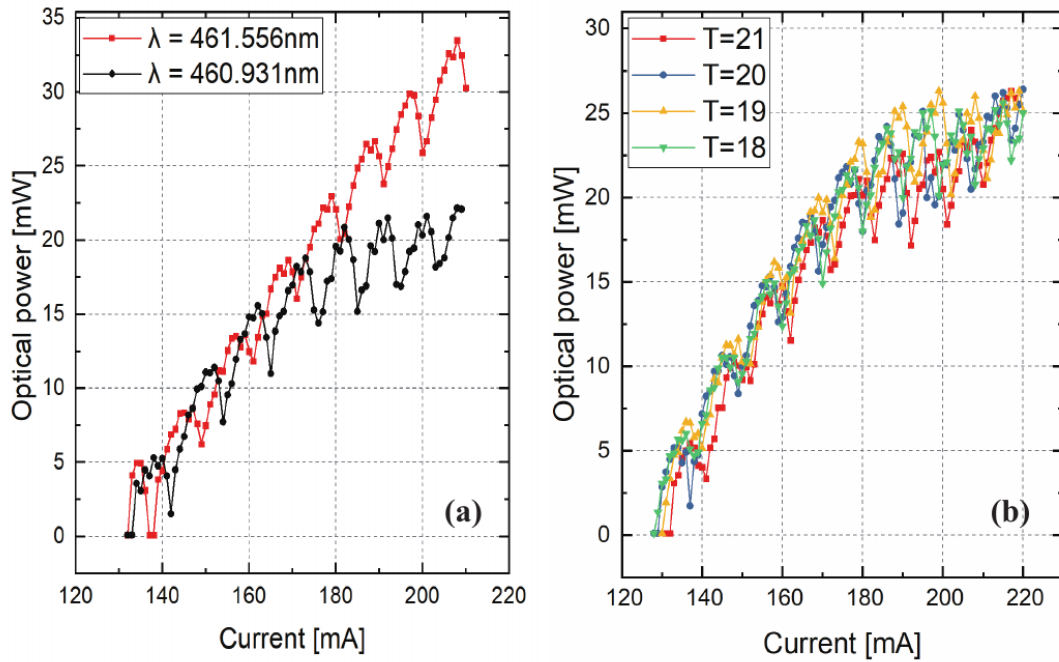 λ = 461.556nm
λ = 460.931nm
35
30
25
20
15
10
5
0
Optical power [mW]
120 140 160 180 200 220
Current [mA]
(a)
T=21
T=20
T=19
T=18
30
25
20
15
10
5
0
Optical power [mW]
120 140 160 180 200 220
Current [mA]
(b)